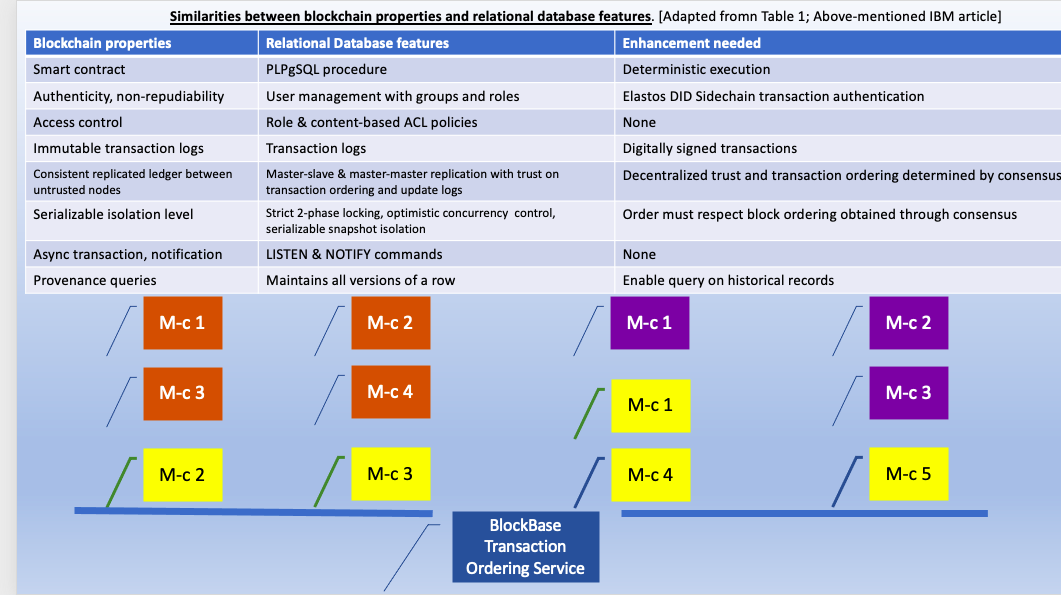 Similarities between blockchain properties and relational database features. [Adapted fromn Table 1; Above-mentioned IBM article]
Blockchain properties Relational Database features Enhancement needed
Smart contract PLPgSQL procedure Deterministic execution
Authenticity, non-repudiability User management with groups and roles Elastos DID Sidechain transaction authentication
Access control Role & content-based ACL policies None
Immutable transaction logs Transaction logs Digitally signed transactions
Consistent replicated ledger between
untrusted nodes
Master-slave & master-master replication with trust on
transaction ordering and update logs
Decentralized trust and transaction ordering determined by consensus
Serializable isolation level
Strict 2-phase locking, optimistic concurrency control,
serializable snapshot isolation
Order must respect block ordering obtained through consensus
Async transaction, notification LISTEN & NOTIFY commands None
Provenance queries Maintains all versions of a row Enable query on historical records
M-c 1 M-c 2 M-c 1 M-c 2
M-c 3 M-c 4 M-c 1 M-c 3
M-c 2 M-c 3 M-c 4 M-c 5
BlockBase
Transaction
Ordering Service